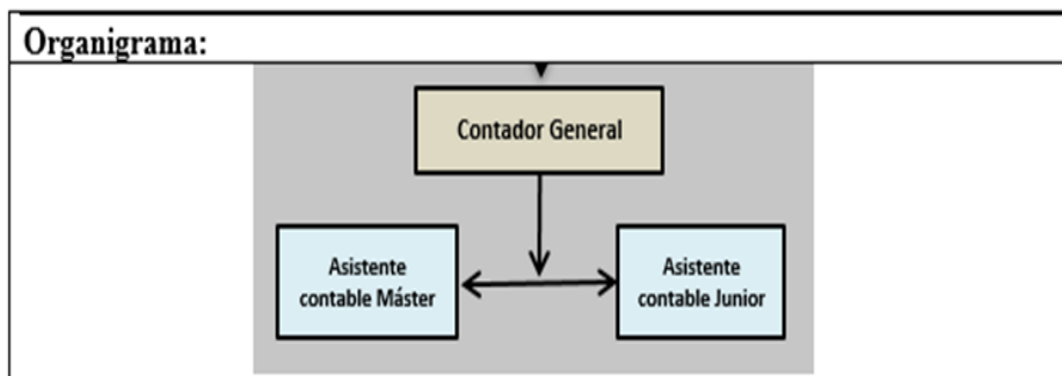 Organigrama:
Contador General
Asistente
contable Máster
Asistente
contable Junior